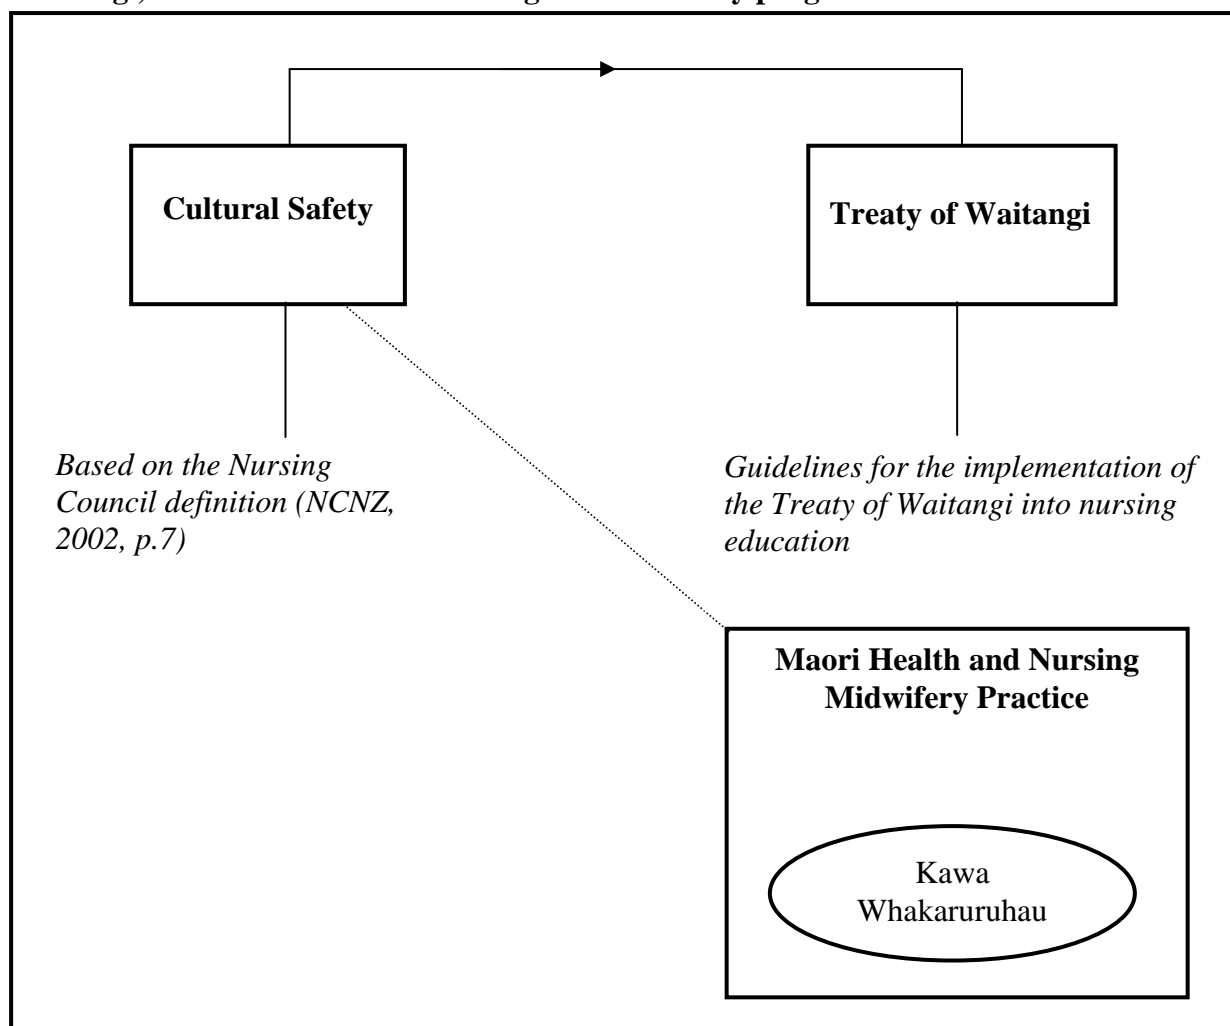 Cultural Safety
Treaty of Waitangi
Based on the Nursing
Council definition (NCNZ,
2002, p.7)
Guidelines for the implementation of
the Treaty of Waitangi into nursing
education
Maori Health and Nursing
Midwifery Practice
Kawa
Whakaruruhau